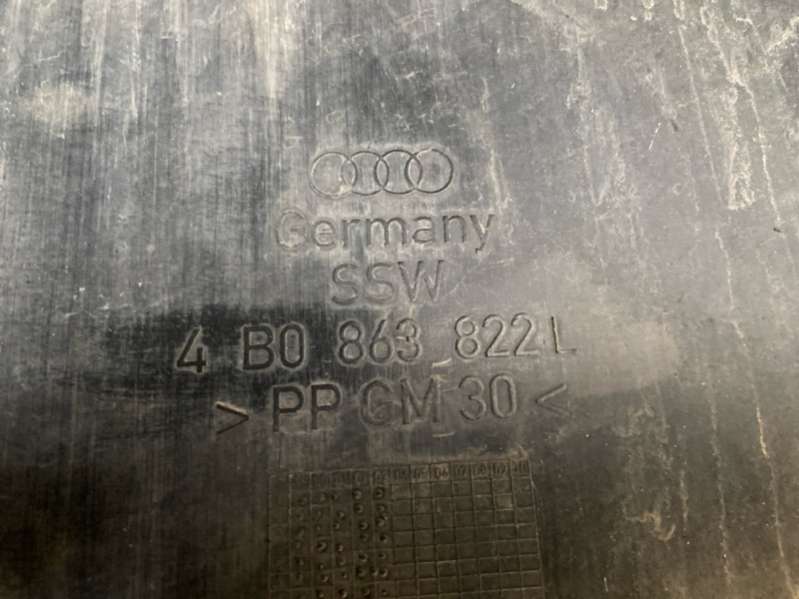 Germany
SSW
4 B0 863 822 L
> PP GM 30 <